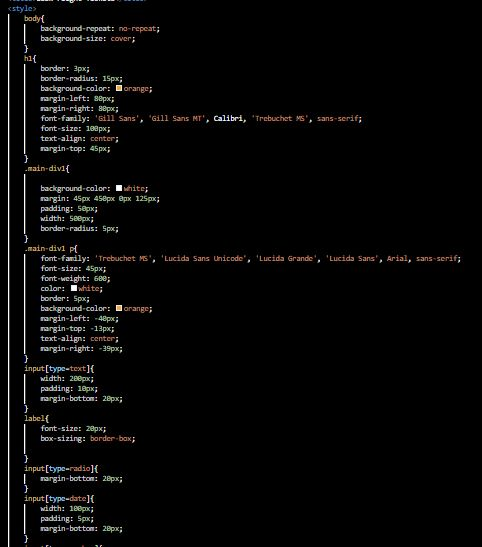 <style>
body{
background-repeat: no-repeat;
background-size: cover;
}
h1{
border: 3px;
border-radius: 15px;
background-color: orange;
margin-left: 80px;
margin-right: 80px;
font-family: 'Gill Sans', 'Gill Sans MT', Calibri, 'Trebuchet MS', sans-serif;
font-size: 100px;
text-align: center;
margin-top: 45px;
}
.main-div1{
background-color: white;
margin: 45px 450px 0px 125px;
padding: 50px;
width: 500px;
border-radius: 5px;
}
.main-div1 p{
font-family: 'Trebuchet MS', 'Lucida Sans Unicode', 'Lucida Grande', 'Lucida Sans', Arial, sans-serif;
font-size: 45px;
font-weight: 600;
color: white;
border: 5px;
background-color: orange;
margin-left: -40px;
margin-top: -13px;
text-align: center;
margin-right: -39px;
}
input[type=text]{
width: 200px;
padding: 10px;
margin-bottom: 20px;
}
label{
font-size: 20px;
box-sizing: border-box;
}
input[type=radio]{
margin-bottom: 20px;
}
input[type=date]{
width: 100px;
padding: 5px;
margin-bottom: 20px;
}